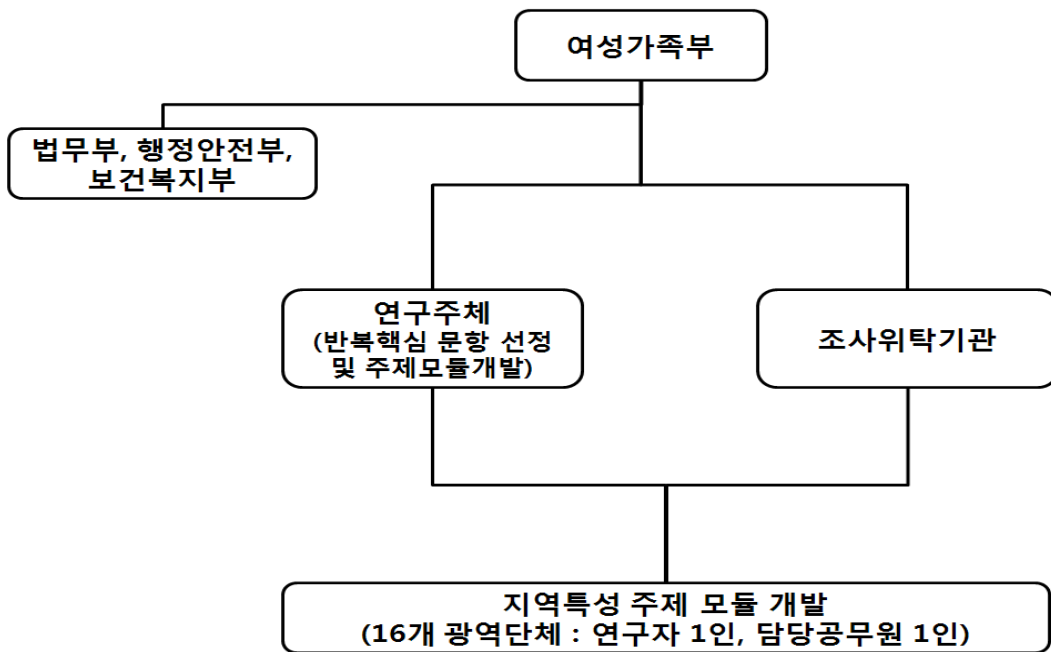 여성가족부
법무부, 행정안전부,
보건복지부
연구주체
(반복핵심 문항 선정
및 주제모듈개발)
조사위탁기관
지역특성 주제 모듈 개발
(16개 광역단체 : 연구자 1인, 담당공무원 1인)